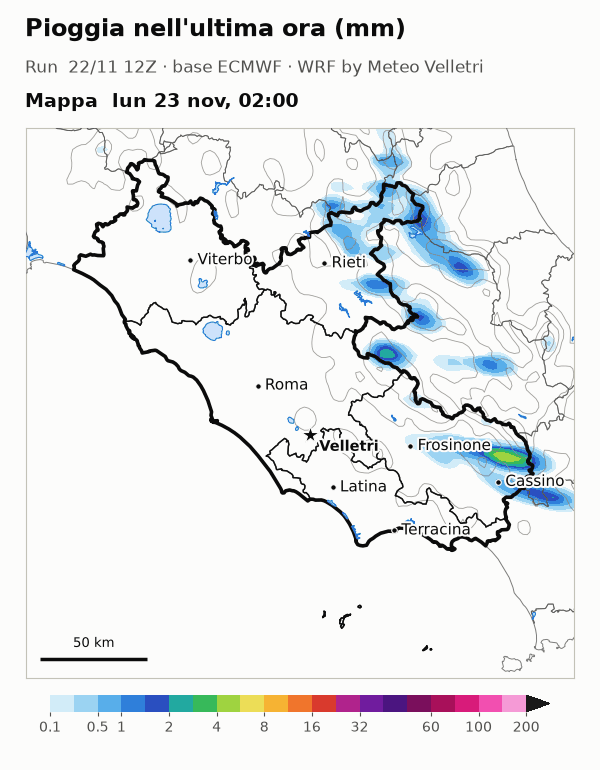 Pioggia nell'ultima ora (mm)
Run  22/11 12Z · base ECMWF · WRF by Meteo Velletri
Mappa  lun 23 nov, 02:00
Viterbo
Rieti
Roma
Velletri
Frosinone
Cassino
Latina
Terracina
50 km
0.1 0.5 1 2 4 8 16 32 60 100 200